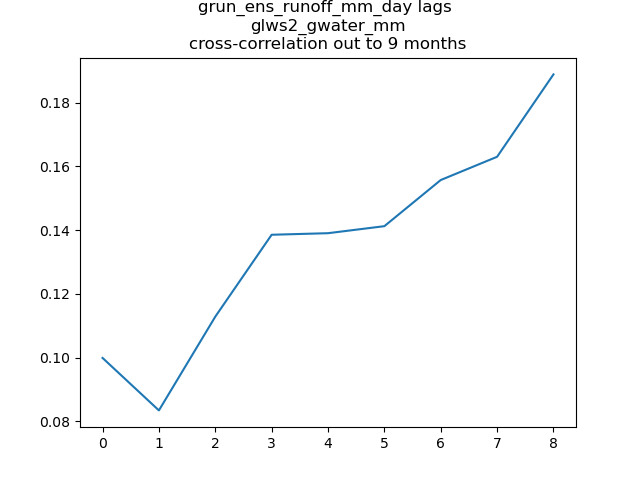 grun_ens_runoff_mm_day lags
glws2_gwater_mm
cross-correlation out to 9 months
0.18
0.16
0.14
0.12
0.10
0.08
0 1 2 3 4 5 6 7 8